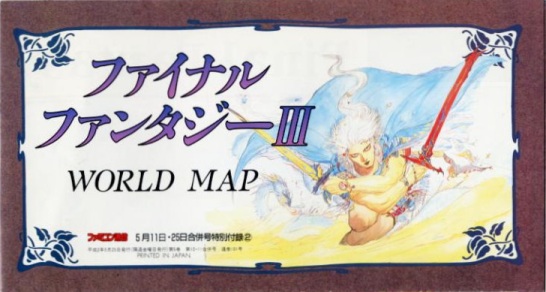 ファイナル
ファンタジーIII
WORLD MAP
ファミコン通信 5月11日・25日合併号特別付録②
PRINTED IN JAPAN